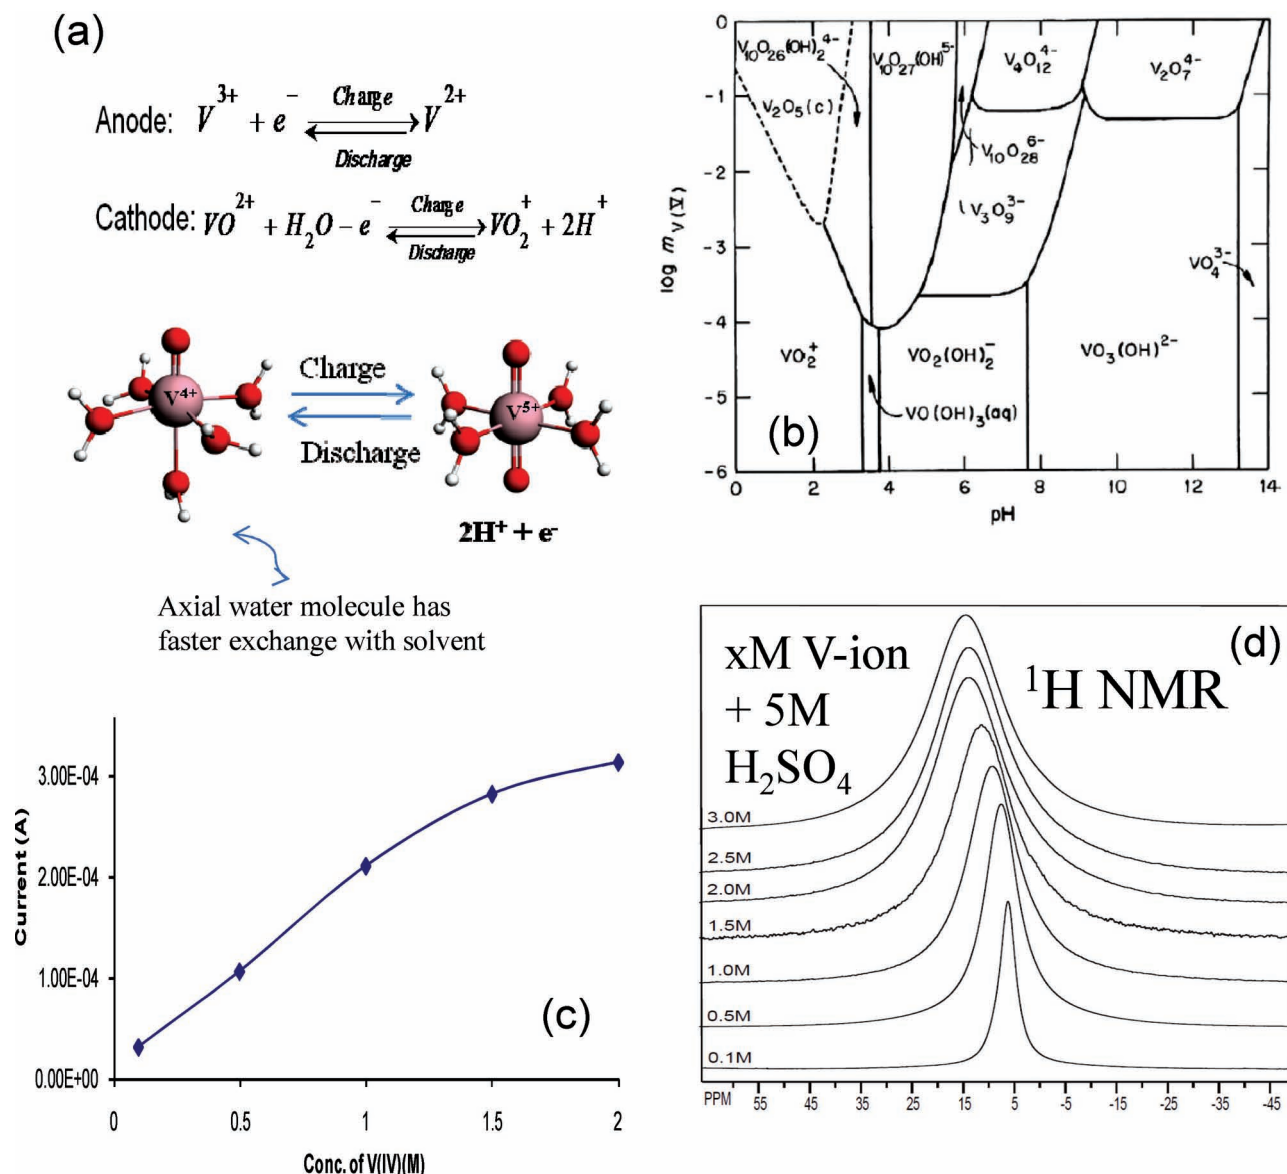 (a)
Anode: V³⁺ + e⁻ Charge V²⁺
Discharge
Cathode: VO²⁺ + H₂O – e⁻ Charge VO₂⁺ + 2H⁺
Discharge
V⁴⁺ Charge V⁵⁺
Discharge
2H⁺ + e⁻
Axial water molecule has
faster exchange with solvent
(b)
log m V(V)
0
-1
-2
-3
-4
-5
-6
V₁₀O₂₆(OH)₂⁴⁻
V₁₀O₂₇(OH)⁵⁻
V₄O₁₂⁴⁻
V₂O₇⁴⁻
V₂O₅(c)
V₁₀O₂₈⁶⁻
V₃O₉³⁻
VO₄³⁻
VO₂⁺
VO₂(OH)₂⁻
VO₃(OH)²⁻
VO(OH)₃(aq)
0 2 4 6 8 10 12 14
pH
(c)
Current (A)
3.00E-04
2.00E-04
1.00E-04
0.00E+00
0 0.5 1 1.5 2
Conc. of V(IV)(M)
(d)
xM V-ion
+ 5M
H₂SO₄
¹H NMR
3.0M
2.5M
2.0M
1.5M
1.0M
0.5M
0.1M
PPM 55 45 35 25 15 5 -5 -15 -25 -35 -45